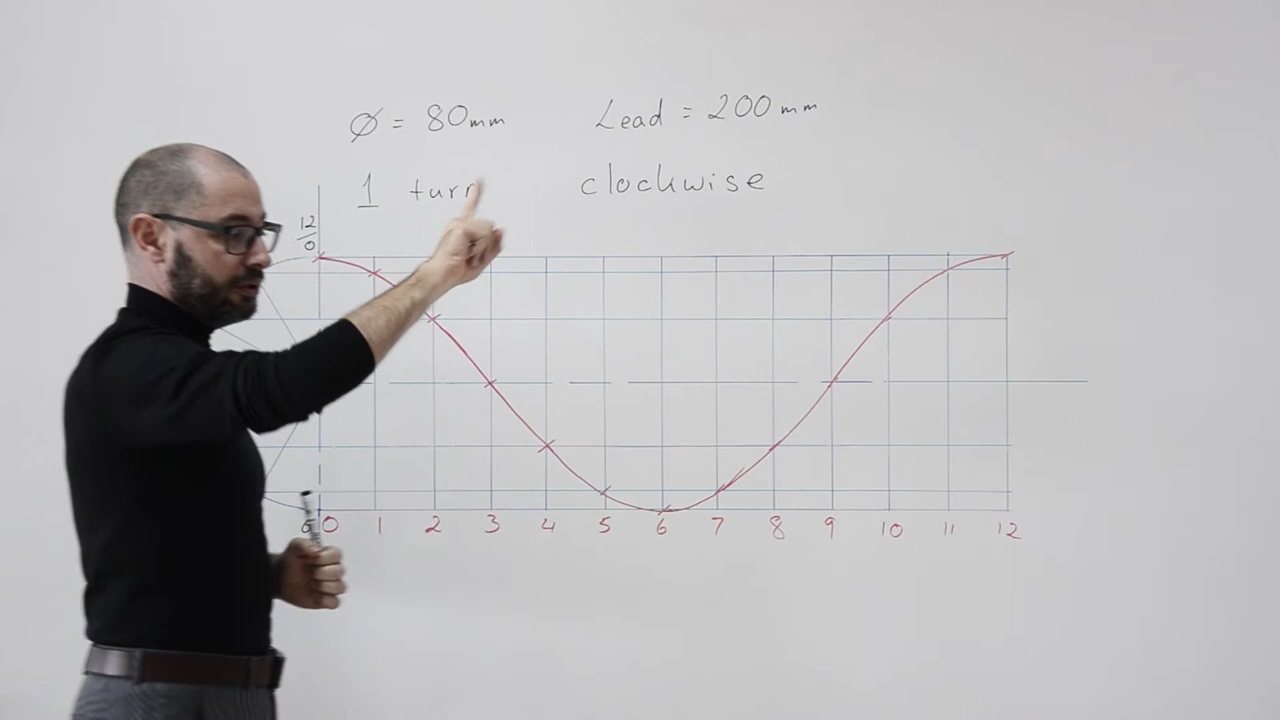 Ø = 80mm Lead = 200mm
1 turn clockwise
12
0
6 0 1 2 3 4 5 6 7 8 9 10 11 12